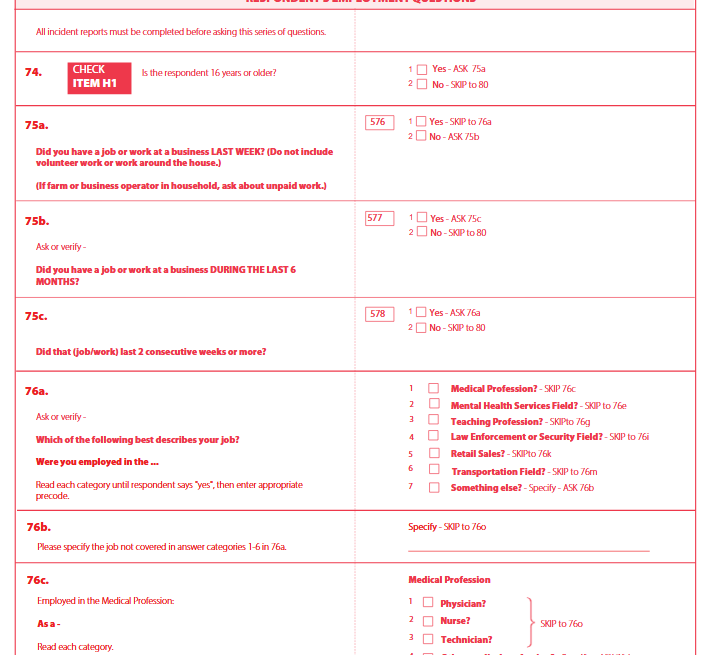 RESPONDENT'S EMPLOYMENT QUESTIONS
All incident reports must be completed before asking this series of questions.
74.
CHECK
ITEM H1
Is the respondent 16 years or older?
1 Yes - ASK 75a
2 No - SKIP to 80
75a.
Did you have a job or work at a business LAST WEEK? (Do not include
volunteer work or work around the house.)
(If farm or business operator in household, ask about unpaid work.)
576
1 Yes - SKIP to 76a
2 No - ASK 75b
75b.
Ask or verify -
Did you have a job or work at a business DURING THE LAST 6
MONTHS?
577
1 Yes - ASK 75c
2 No - SKIP to 80
75c.
Did that (job/work) last 2 consecutive weeks or more?
578
1 Yes - ASK 76a
2 No - SKIP to 80
76a.
Ask or verify -
Which of the following best describes your job?
Were you employed in the ...
Read each category until respondent says "yes", then enter appropriate
precode.
1 Medical Profession? - SKIP 76c
2 Mental Health Services Field? - SKIP to 76e
3 Teaching Profession? - SKIPto 76g
4 Law Enforcement or Security Field? - SKIP to 76i
5 Retail Sales? - SKIPto 76k
6 Transportation Field? - SKIP to 76m
7 Something else? - Specify - ASK 76b
76b.
Please specify the job not covered in answer categories 1-6 in 76a.
Specify - SKIP to 76o
76c.
Employed in the Medical Profession:
As a -
Read each category.
Medical Profession
1 Physician?
2 Nurse?
3 Technician?
SKIP to 76o